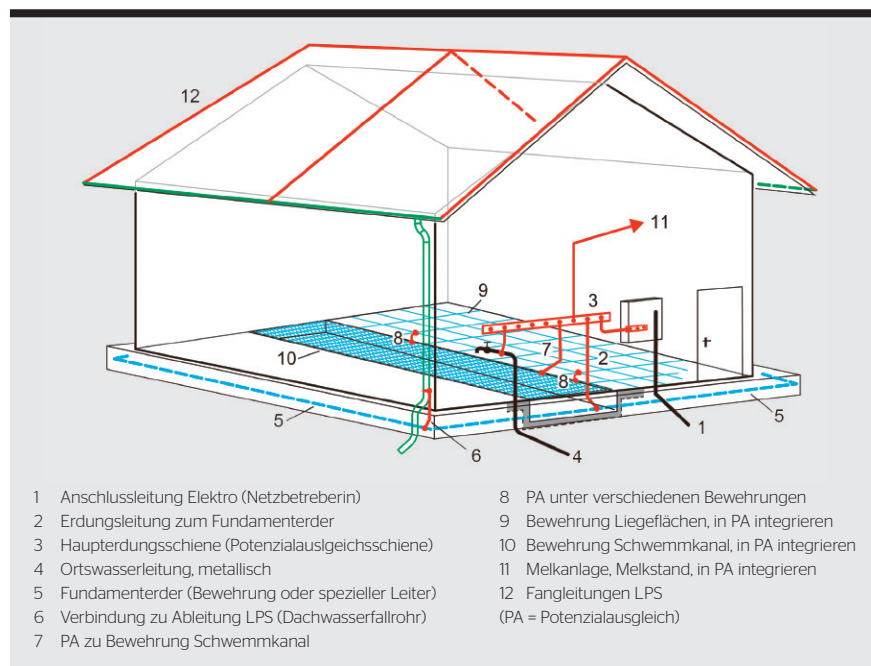 12
11
9
3
8
7
2
10
8
5
6
4
1
5
1 Anschlussleitung Elektro (Netzbetreberin)
2 Erdungsleitung zum Fundamenterder
3 Haupterdungsschiene (Potenzialauslgeichsschiene)
4 Ortswasserleitung, metallisch
5 Fundamenterder (Bewehrung oder spezieller Leiter)
6 Verbindung zu Ableitung LPS (Dachwasserfallrohr)
7 PA zu Bewehrung Schwemmkanal
8 PA unter verschiedenen Bewehrungen
9 Bewehrung Liegeflächen, in PA integrieren
10 Bewehrung Schwemmkanal, in PA integrieren
11 Melkanlage, Melkstand, in PA integrieren
12 Fangleitungen LPS
(PA = Potenzialausgleich)